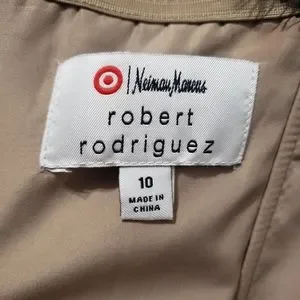 Neiman Marcus
robert
rodriguez
10
MADE IN
CHINA